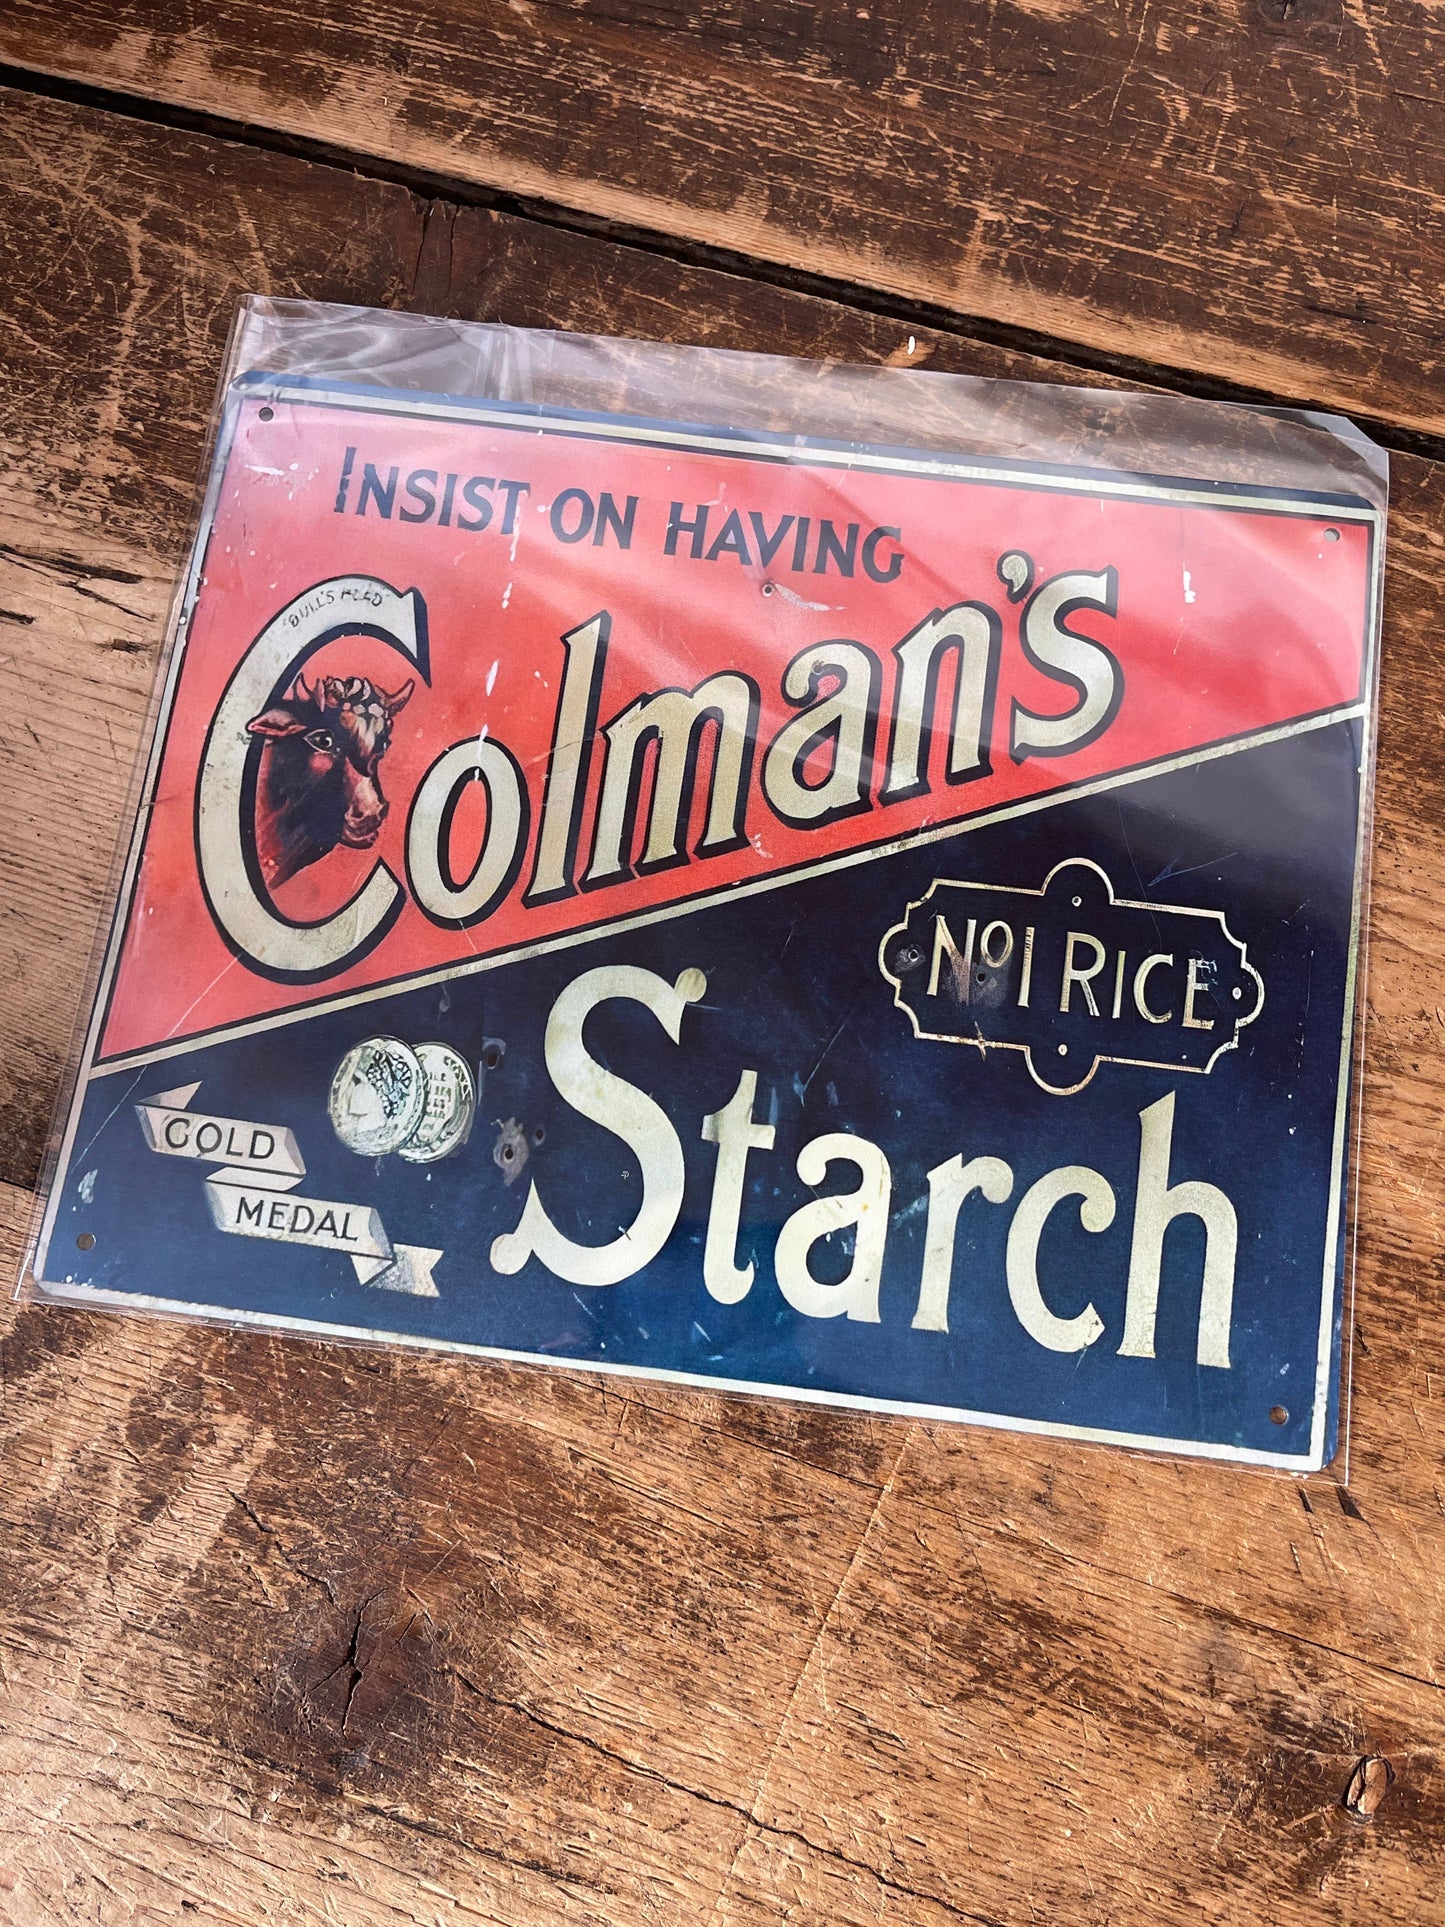 INSIST ON HAVING
"BULL'S HEAD"
Colman's
No1 RICE
Starch
GOLD
MEDAL